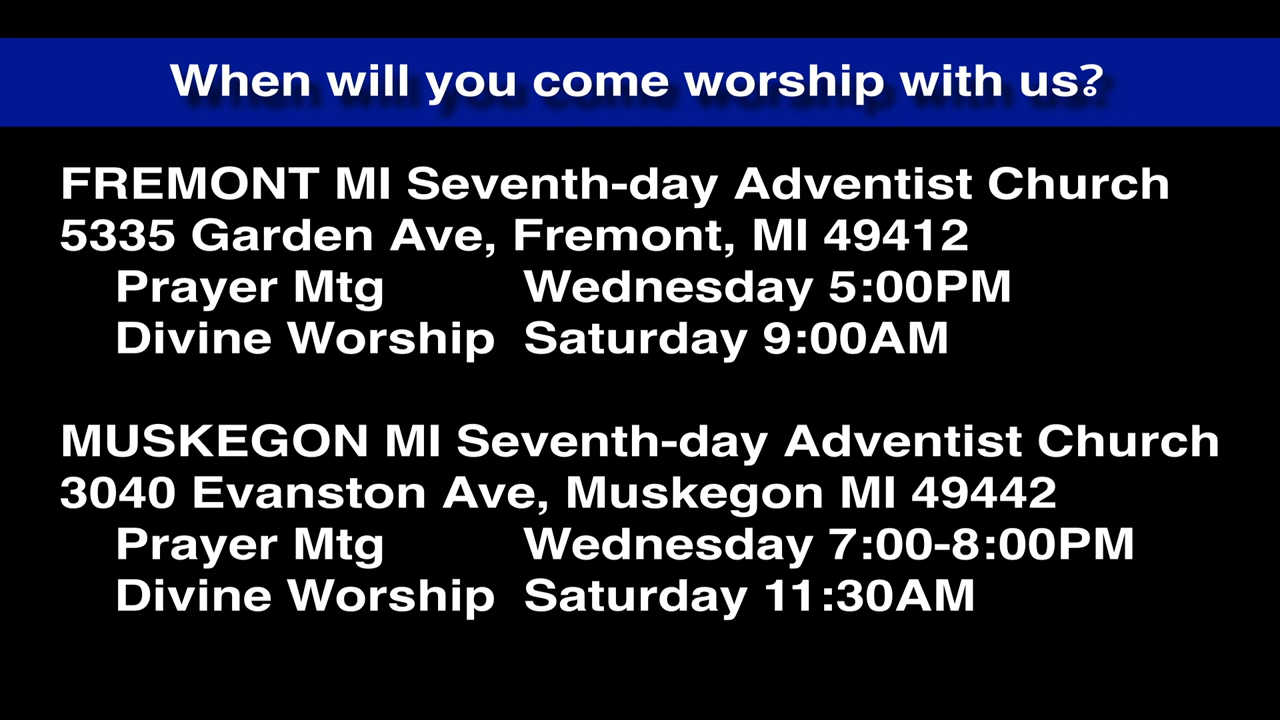 When will you come worship with us?
FREMONT MI Seventh-day Adventist Church
5335 Garden Ave, Fremont, MI 49412
Prayer Mtg Wednesday 5:00PM
Divine Worship Saturday 9:00AM
MUSKEGON MI Seventh-day Adventist Church
3040 Evanston Ave, Muskegon MI 49442
Prayer Mtg Wednesday 7:00-8:00PM
Divine Worship Saturday 11:30AM